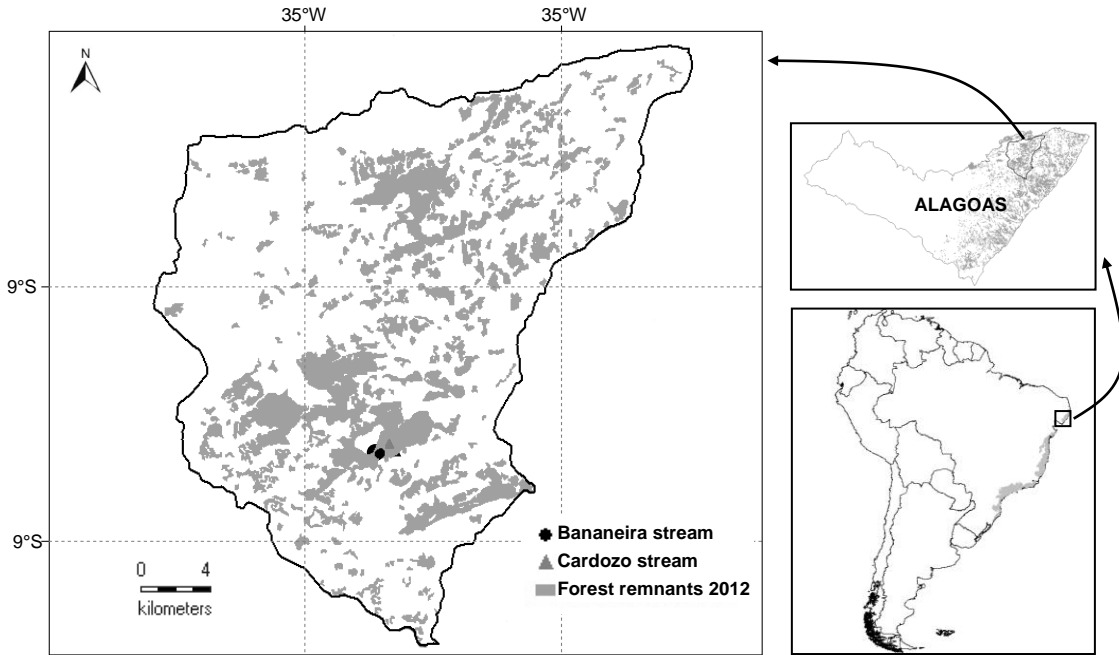 35°W 35°W
N
ALAGOAS
9°S
9°S
Bananeira stream
Cardozo stream
Forest remnants 2012
0 4
kilometers